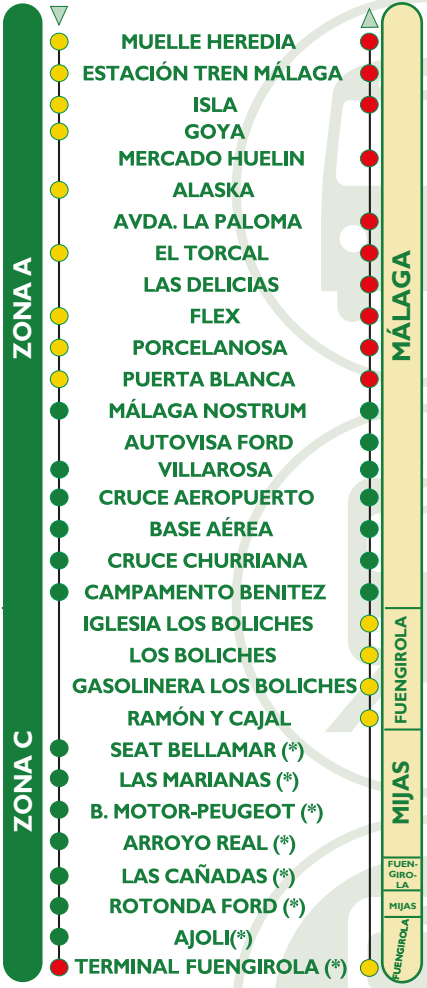 MUELLE HEREDIA
ESTACIÓN TREN MÁLAGA
ISLA
GOYA
MERCADO HUELIN
ALASKA
AVDA. LA PALOMA
EL TORCAL
LAS DELICIAS
FLEX
PORCELANOSA
PUERTA BLANCA
MÁLAGA NOSTRUM
AUTOVISA FORD
VILLAROSA
CRUCE AEROPUERTO
BASE AÉREA
CRUCE CHURRIANA
CAMPAMENTO BENITEZ
IGLESIA LOS BOLICHES
LOS BOLICHES
GASOLINERA LOS BOLICHES
RAMÓN Y CAJAL
SEAT BELLAMAR (*)
LAS MARIANAS (*)
B. MOTOR-PEUGEOT (*)
ARROYO REAL (*)
LAS CAÑADAS (*)
ROTONDA FORD (*)
AJOLI(*)
TERMINAL FUENGIROLA (*)
ZONA A
ZONA C
MÁLAGA
FUENGIROLA
MIJAS
FUEN-
GIRO-
LA
MIJAS
FUENGIROLA